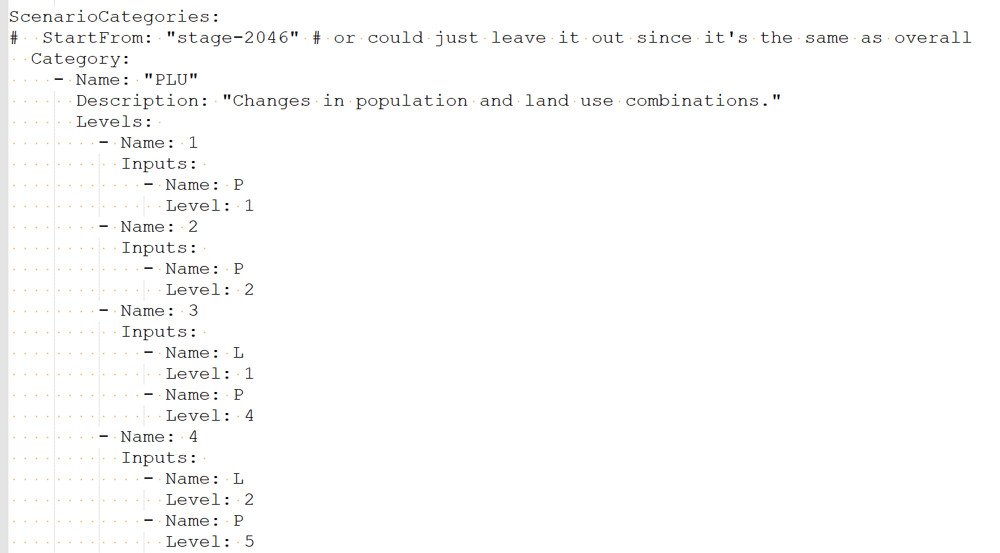 ScenarioCategories:
#  StartFrom: "stage-2046" # or could just leave it out since it's the same as overall
  Category:
    - Name: "PLU"
      Description: "Changes in population and land use combinations."
      Levels:
        - Name: 1
          Inputs:
            - Name: P
              Level: 1
        - Name: 2
          Inputs:
            - Name: P
              Level: 2
        - Name: 3
          Inputs:
            - Name: L
              Level: 1
            - Name: P
              Level: 4
        - Name: 4
          Inputs:
            - Name: L
              Level: 2
            - Name: P
              Level: 5